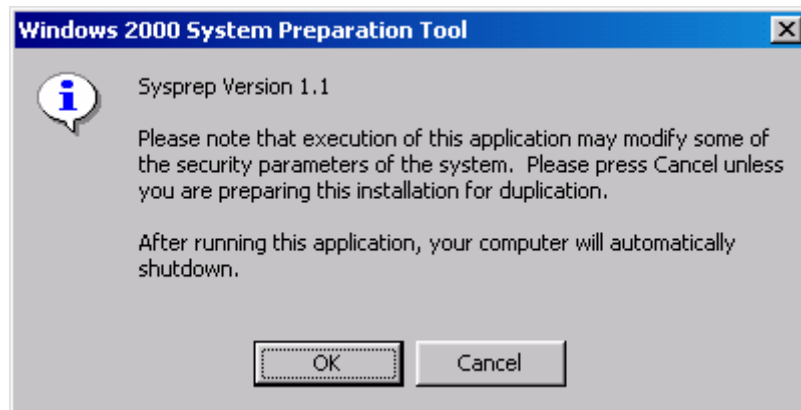 Windows 2000 System Preparation Tool
Sysprep Version 1.1
Please note that execution of this application may modify some of
the security parameters of the system. Please press Cancel unless
you are preparing this installation for duplication.
After running this application, your computer will automatically
shutdown.
OK
Cancel